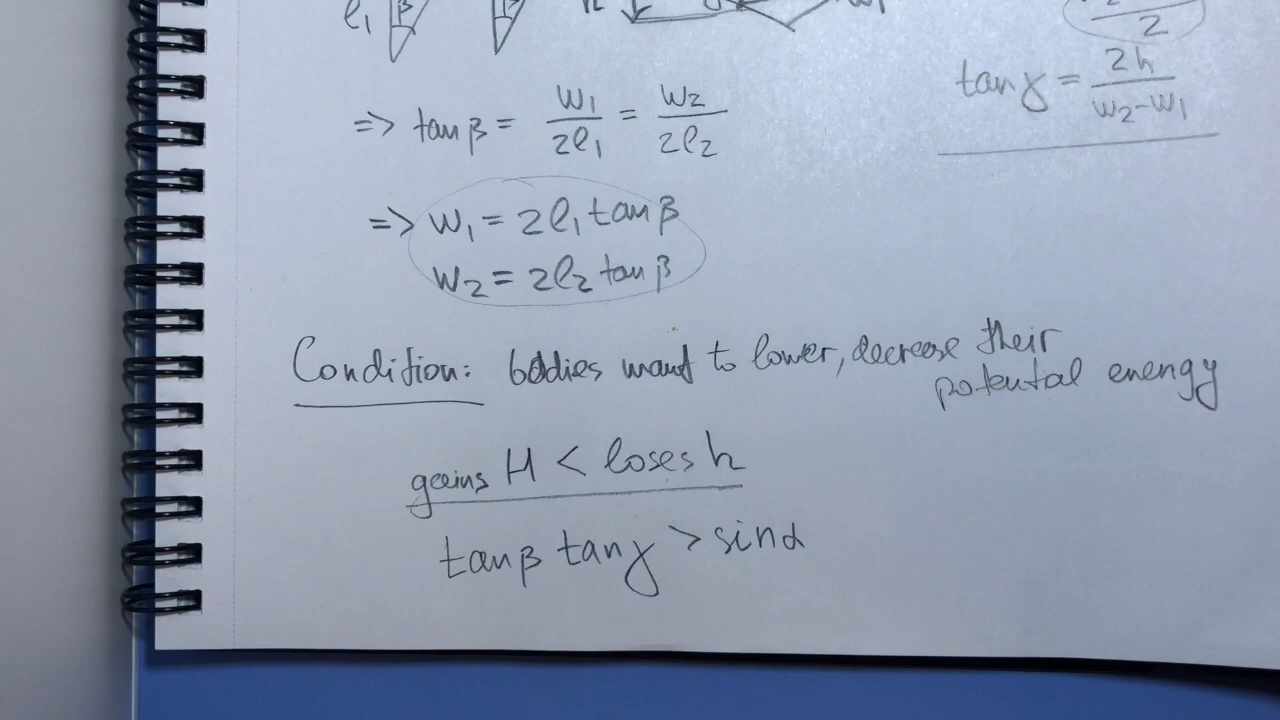 l₁ β β
2
tan γ = 2h / (w₂-w₁)
=> tan β = w₁ / 2l₁ = w₂ / 2l₂
=> w₁ = 2l₁ tan β
w₂ = 2l₂ tan β
Condition: bodies want to lower, decrease their
potential energy
gains H < loses h
tan β tan γ > sin α